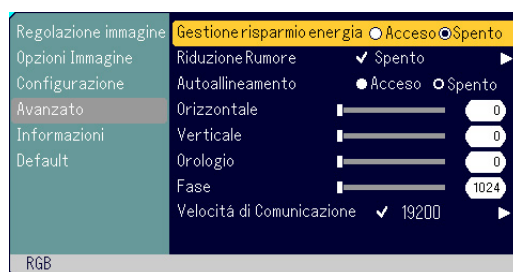 Regolazione immagine
Opzioni Immagine
Configurazione
Avanzato
Informazioni
Default
Gestione risparmio energia Acceso Spento
Riduzione Rumore Spento
Autoallineamento Acceso Spento
Orizzontale 0
Verticale 0
Orologio 0
Fase 1024
Velocitá di Comunicazione 19200
RGB